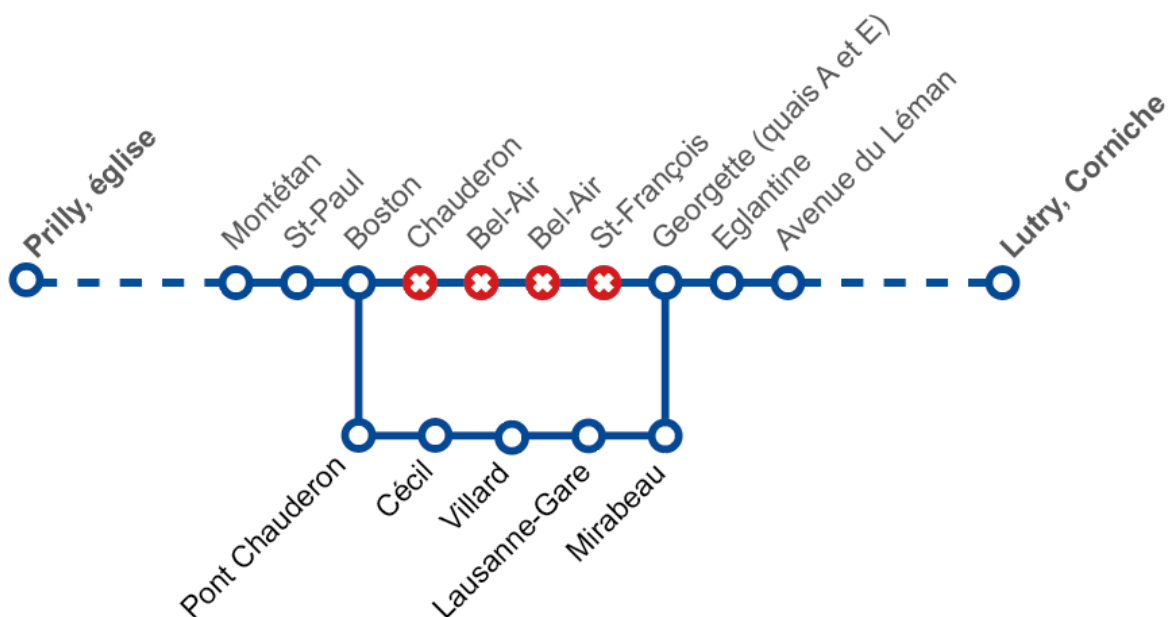 Prilly, église
Montétan
St-Paul
Boston
Chauderon
Bel-Air
Bel-Air
St-François
Georgette (quais A et E)
Eglantine
Avenue du Léman
Lutry, Corniche
Pont Chauderon
Cécil
Villard
Lausanne-Gare
Mirabeau